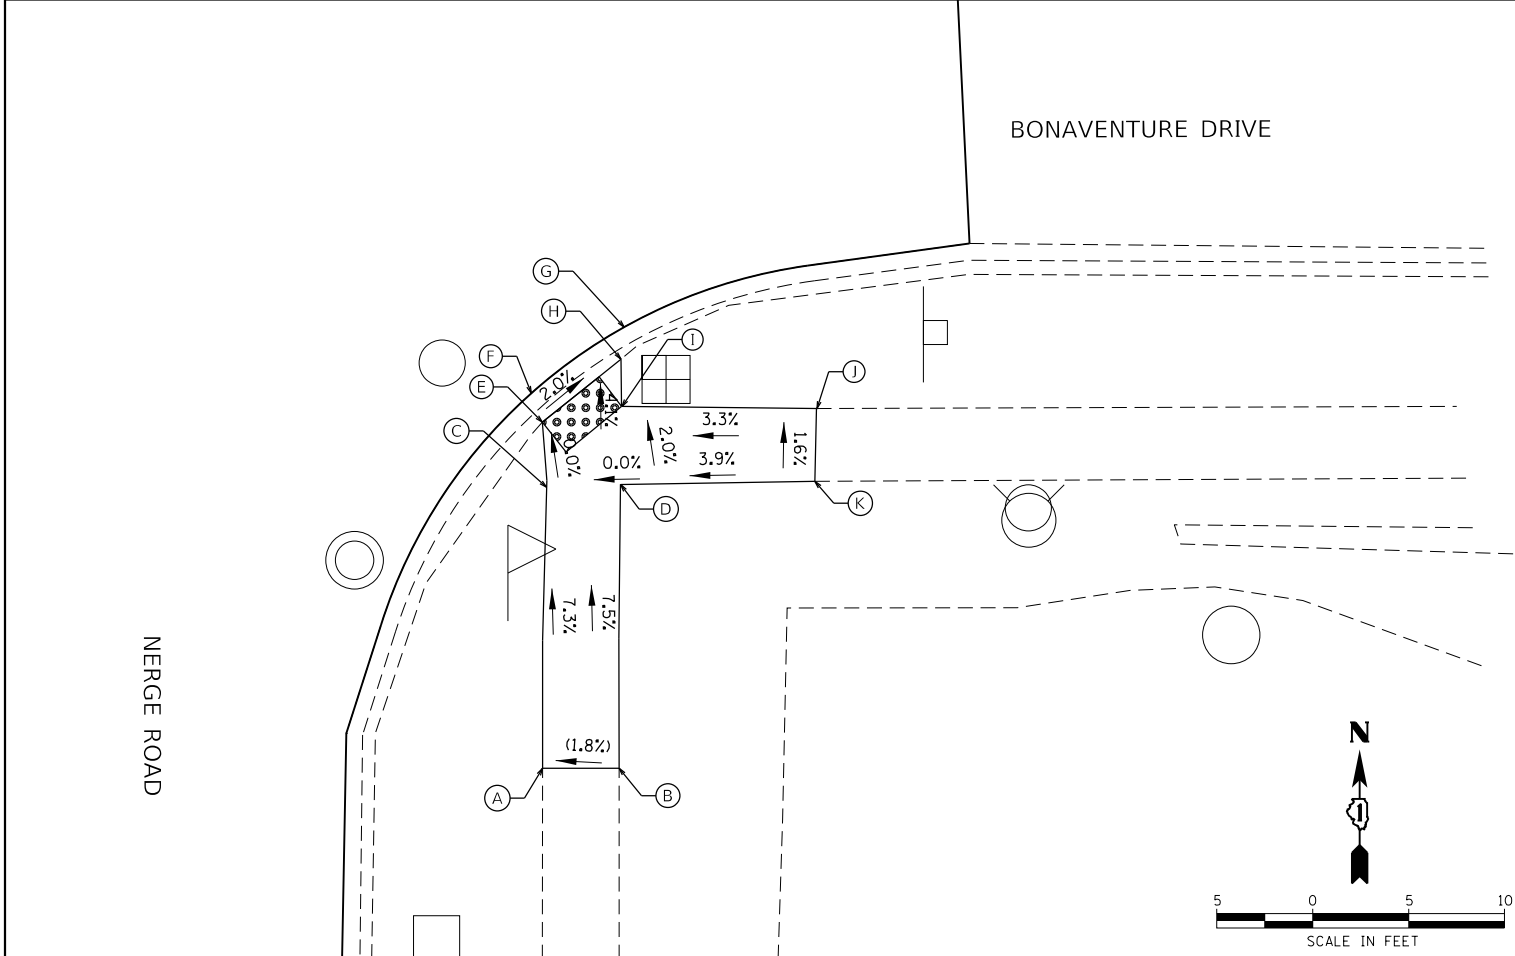 BONAVENTURE DRIVE
G
H
I
F
2.0%
E
J
C
3.3%
1.6%
2.0%
0.0%
3.9%
D
K
7.3%
7.5%
NERGE ROAD
N
(1.8%)
A
B
5 0 5 10
SCALE IN FEET